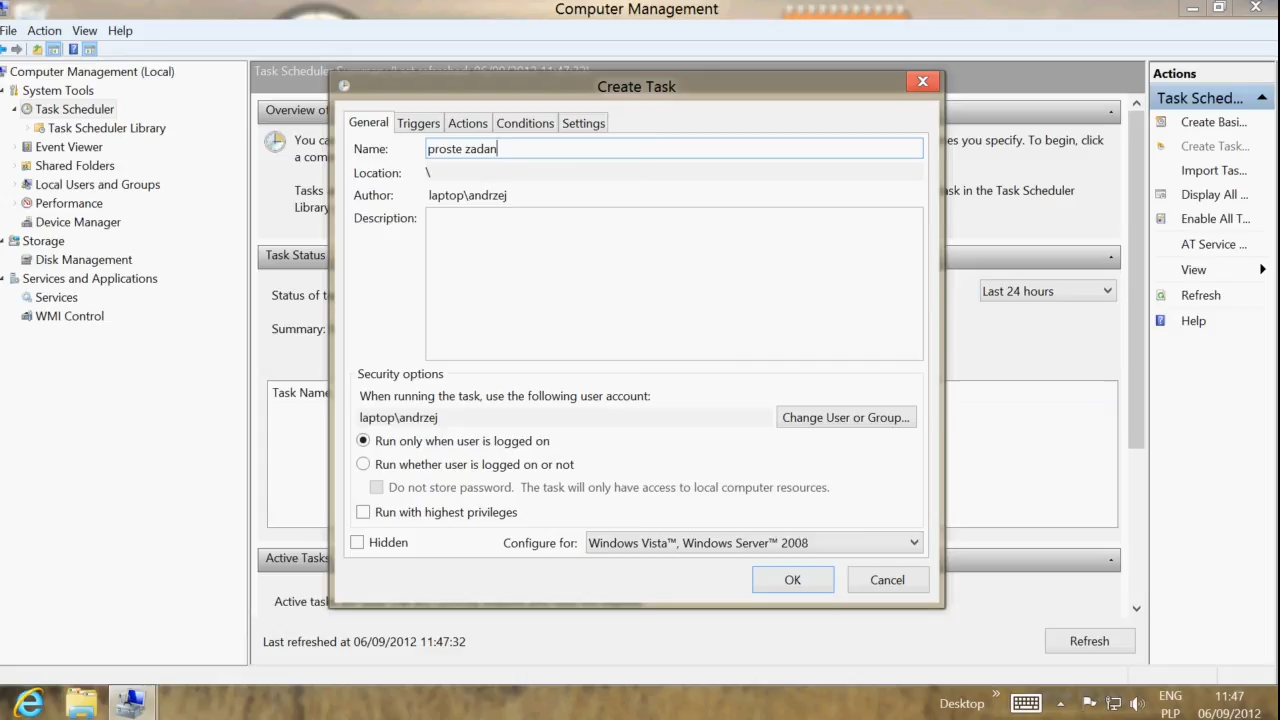 Computer Management
File Action View Help
Computer Management (Local)
System Tools
Task Scheduler
Task Scheduler Library
Event Viewer
Shared Folders
Local Users and Groups
Performance
Device Manager
Storage
Disk Management
Services and Applications
Services
WMI Control
Overview of
You ca
a com
Tasks
Library
es you specify. To begin, click
ask in the Task Scheduler
Task Status
Status of t
Last 24 hours
Summary:
Task Name
Active Tasks
Active task
Last refreshed at 06/09/2012 11:47:32
Refresh
Create Task
General Triggers Actions Conditions Settings
Name: proste zadan
Location: \
Author: laptop\andrzej
Description:
Security options
When running the task, use the following user account:
laptop\andrzej Change User or Group...
Run only when user is logged on
Run whether user is logged on or not
Do not store password. The task will only have access to local computer resources.
Run with highest privileges
Hidden Configure for: Windows Vista™, Windows Server™ 2008
OK Cancel
Actions
Task Sched...
Create Basi...
Create Task...
Import Tas...
Display All ...
Enable All T...
AT Service ...
View
Refresh
Help
Desktop
ENG
PLP
11:47
06/09/2012